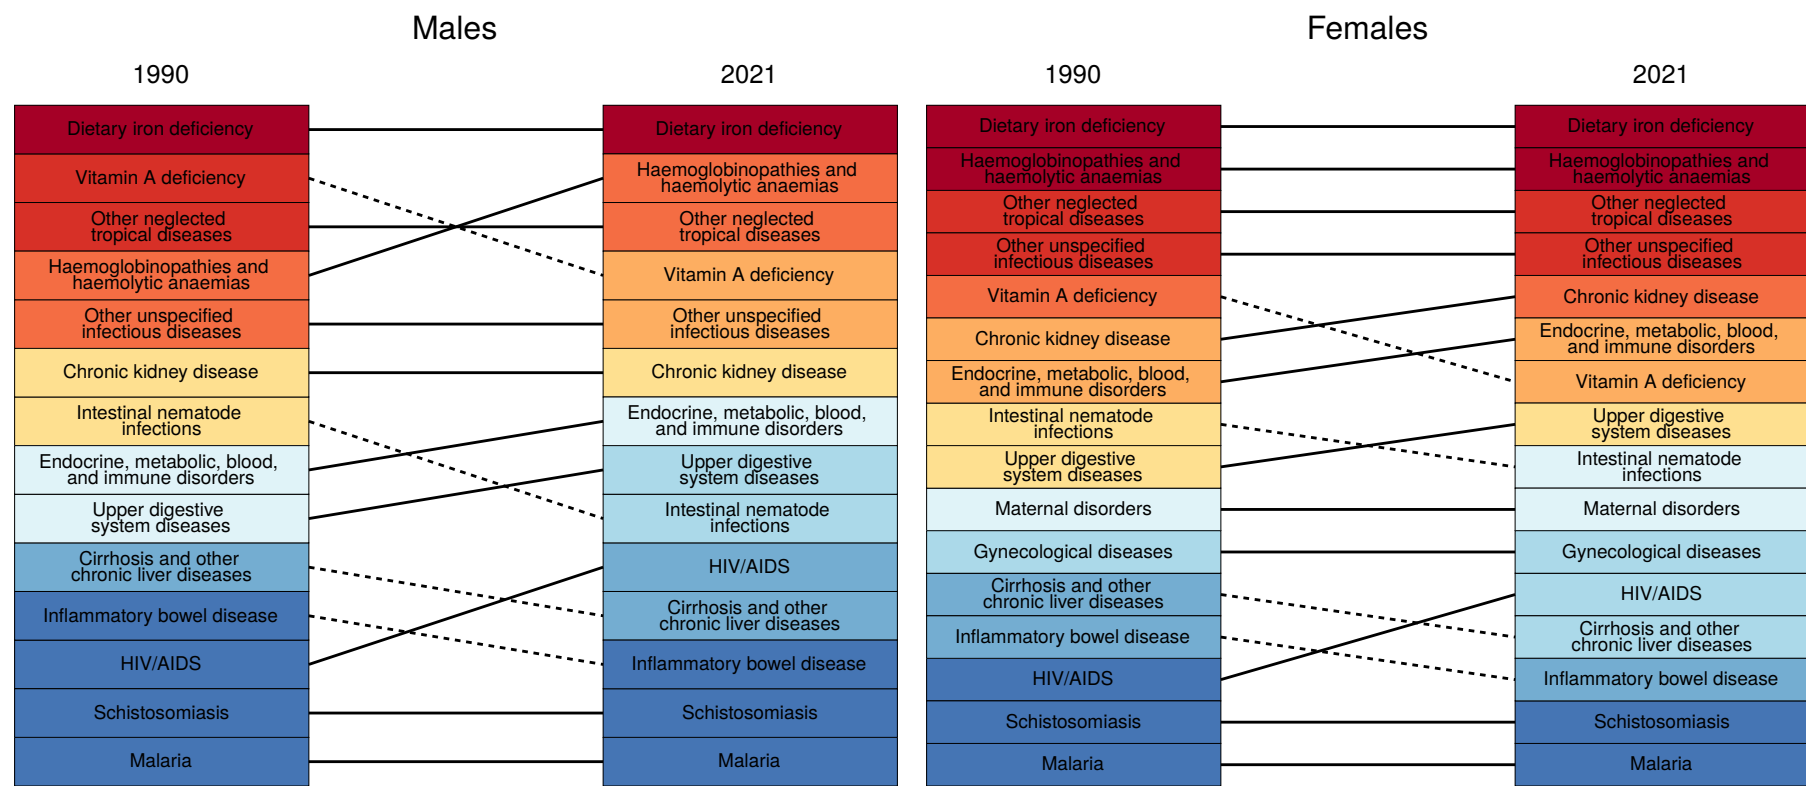 Males
1990
2021
Dietary iron deficiency
Vitamin A deficiency
Other neglected
tropical diseases
Haemoglobinopathies and
haemolytic anaemias
Other unspecified
infectious diseases
Chronic kidney disease
Intestinal nematode
infections
Endocrine, metabolic, blood,
and immune disorders
Upper digestive
system diseases
Cirrhosis and other
chronic liver diseases
Inflammatory bowel disease
HIV/AIDS
Schistosomiasis
Malaria
Dietary iron deficiency
Haemoglobinopathies and
haemolytic anaemias
Other neglected
tropical diseases
Vitamin A deficiency
Other unspecified
infectious diseases
Chronic kidney disease
Endocrine, metabolic, blood,
and immune disorders
Upper digestive
system diseases
Intestinal nematode
infections
HIV/AIDS
Cirrhosis and other
chronic liver diseases
Inflammatory bowel disease
Schistosomiasis
Malaria
Females
1990
2021
Dietary iron deficiency
Haemoglobinopathies and
haemolytic anaemias
Other neglected
tropical diseases
Other unspecified
infectious diseases
Vitamin A deficiency
Chronic kidney disease
Endocrine, metabolic, blood,
and immune disorders
Intestinal nematode
infections
Upper digestive
system diseases
Maternal disorders
Gynecological diseases
Cirrhosis and other
chronic liver diseases
Inflammatory bowel disease
HIV/AIDS
Schistosomiasis
Malaria
Dietary iron deficiency
Haemoglobinopathies and
haemolytic anaemias
Other neglected
tropical diseases
Other unspecified
infectious diseases
Chronic kidney disease
Endocrine, metabolic, blood,
and immune disorders
Vitamin A deficiency
Upper digestive
system diseases
Intestinal nematode
infections
Maternal disorders
Gynecological diseases
HIV/AIDS
Cirrhosis and other
chronic liver diseases
Inflammatory bowel disease
Schistosomiasis
Malaria